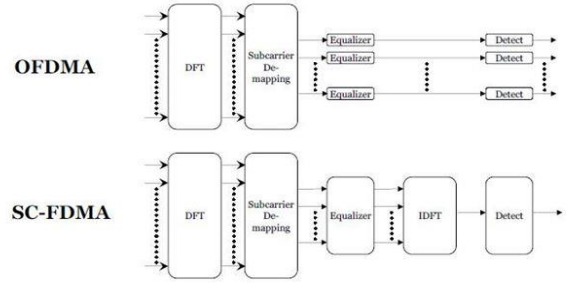 OFDMA
DFT
Subcarrier
De-
mapping
Equalizer
Equalizer
Equalizer
Detect
Detect
Detect
SC-FDMA
DFT
Subcarrier
De-
mapping
Equalizer
IDFT
Detect